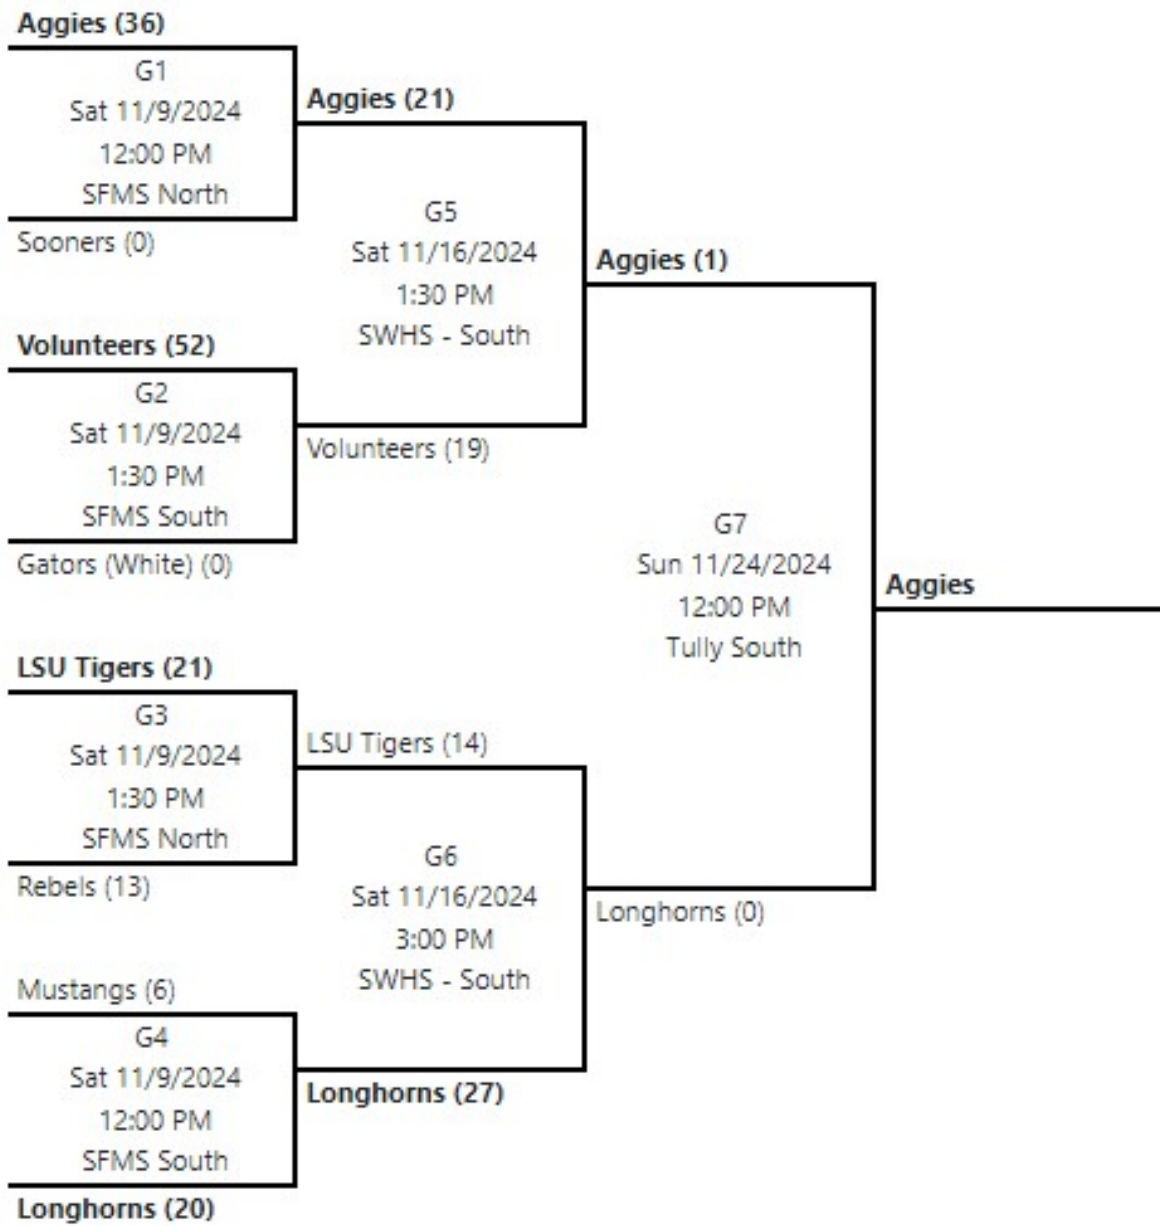 Aggies (36)
G1
Sat 11/9/2024
12:00 PM
SFMS North
Sooners (0)
Volunteers (52)
G2
Sat 11/9/2024
1:30 PM
SFMS South
Gators (White) (0)
LSU Tigers (21)
G3
Sat 11/9/2024
1:30 PM
SFMS North
Rebels (13)
Mustangs (6)
G4
Sat 11/9/2024
12:00 PM
SFMS South
Longhorns (20)
Aggies (21)
G5
Sat 11/16/2024
1:30 PM
SWHS - South
Volunteers (19)
LSU Tigers (14)
G6
Sat 11/16/2024
3:00 PM
SWHS - South
Longhorns (27)
Aggies (1)
G7
Sun 11/24/2024
12:00 PM
Tully South
Longhorns (0)
Aggies